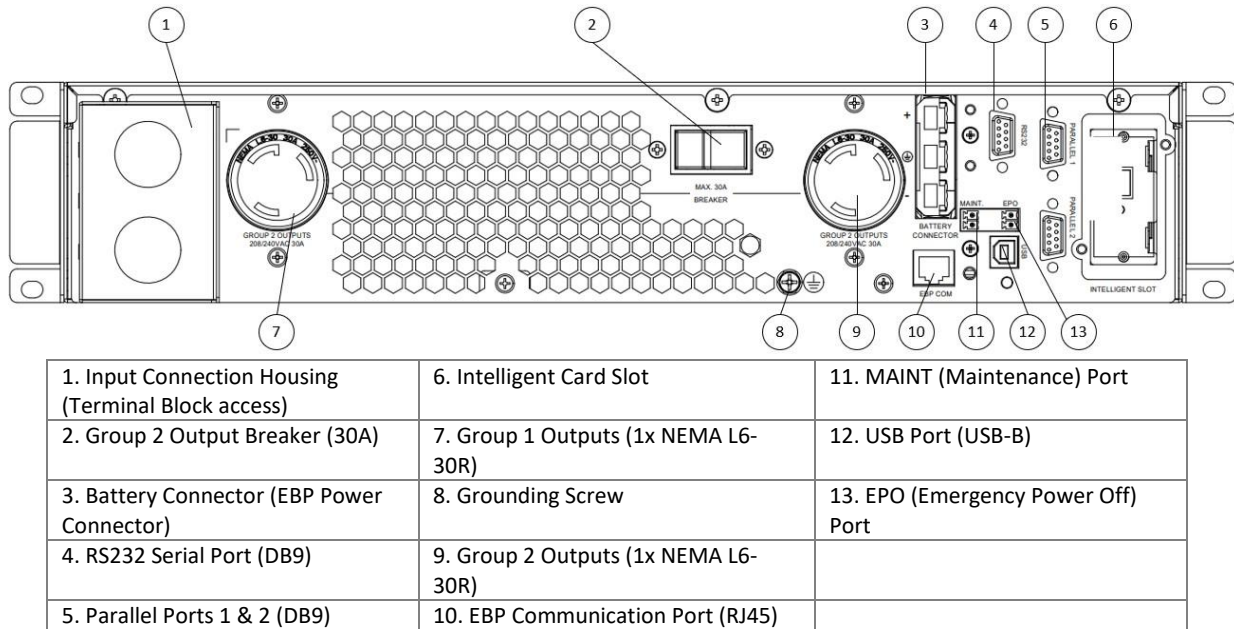 1
2
3
4
5
6
NEMA L6-30 30A 250V~
GROUP 2 OUTPUTS
208/240VAC 30A
MAX. 30A
BREAKER
NEMA L6-30 30A 250V~
GROUP 2 OUTPUTS
208/240VAC 30A
+
-
BATTERY
CONNECTOR
EBP COM
RS232
MAINT.
EPO
USB
PARALLEL 1
PARALLEL 2
INTELLIGENT SLOT
7
8
9
10
11
12
13
1. Input Connection Housing
(Terminal Block access)
6. Intelligent Card Slot
11. MAINT (Maintenance) Port
2. Group 2 Output Breaker (30A)
7. Group 1 Outputs (1x NEMA L6-
30R)
12. USB Port (USB-B)
3. Battery Connector (EBP Power
Connector)
8. Grounding Screw
13. EPO (Emergency Power Off)
Port
4. RS232 Serial Port (DB9)
9. Group 2 Outputs (1x NEMA L6-
30R)
5. Parallel Ports 1 & 2 (DB9)
10. EBP Communication Port (RJ45)